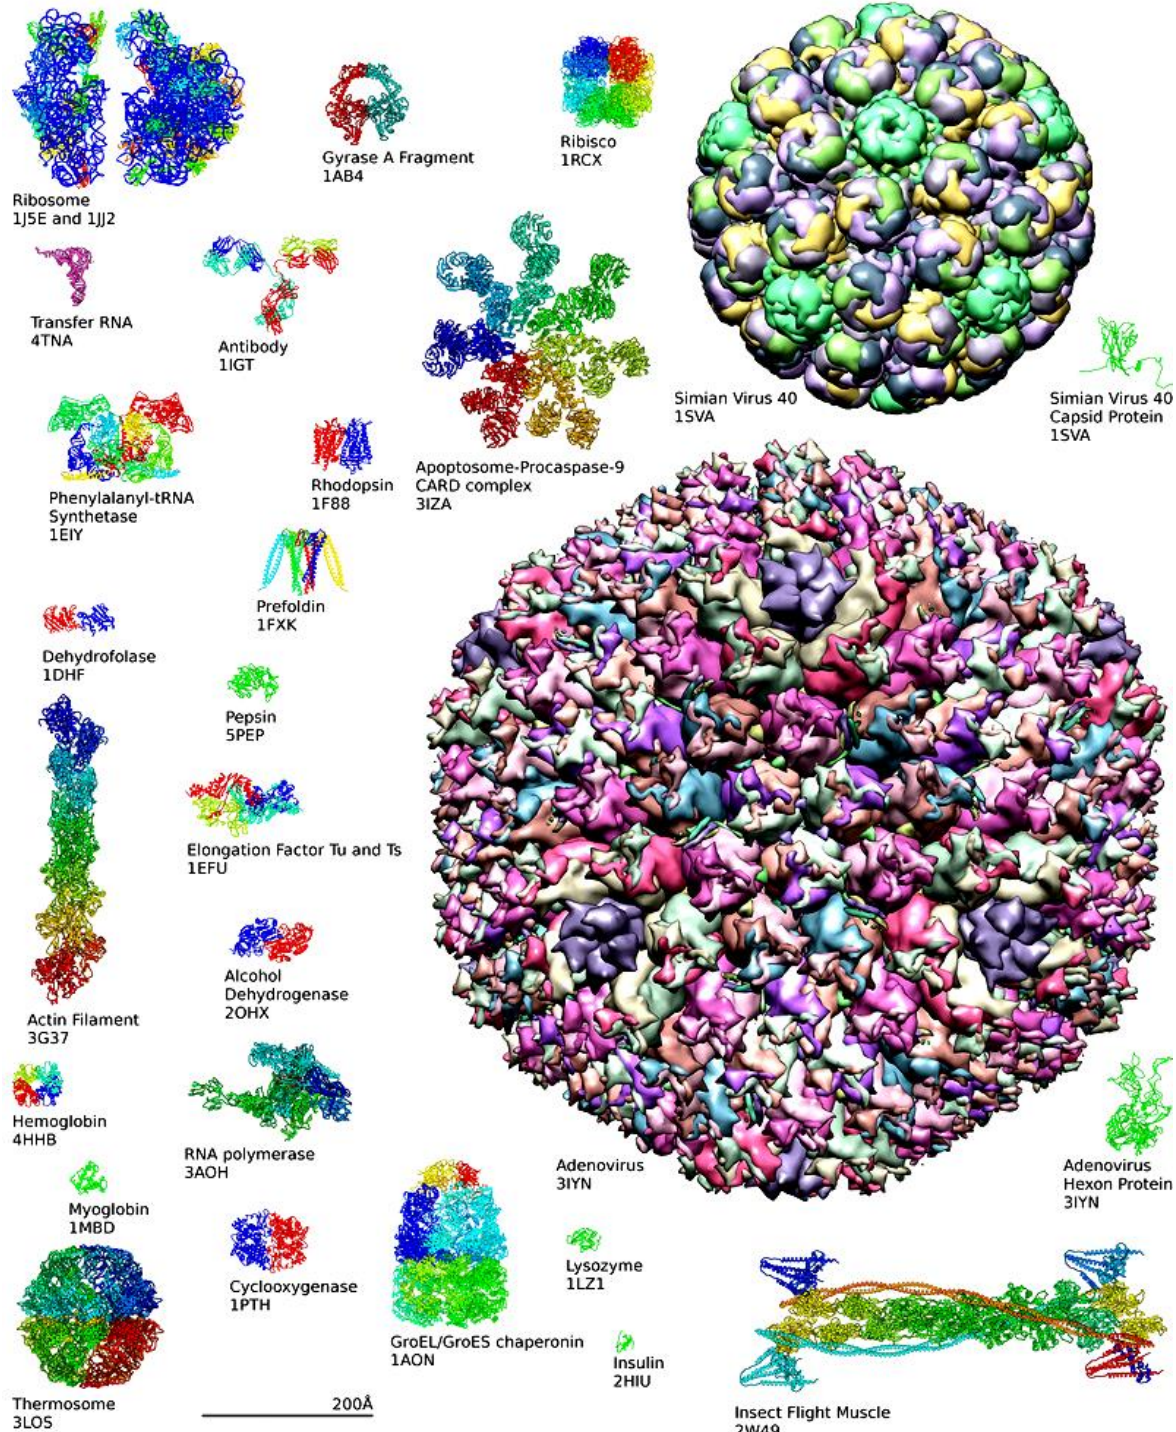 Ribosome
1J5E and 1JJ2
Gyrase A Fragment
1AB4
Ribisco
1RCX
Transfer RNA
4TNA
Antibody
1IGT
Simian Virus 40
1SVA
Simian Virus 40
Capsid Protein
1SVA
Phenylalanyl-tRNA
Synthetase
1EIY
Rhodopsin
1F88
Apoptosome-Procaspase-9
CARD complex
3IZA
Prefoldin
1FXK
Dehydrofolase
1DHF
Pepsin
5PEP
Elongation Factor Tu and Ts
1EFU
Alcohol
Dehydrogenase
2OHX
Actin Filament
3G37
Hemoglobin
4HHB
RNA polymerase
3AOH
Adenovirus
3IYN
Adenovirus
Hexon Protein
3IYN
Myoglobin
1MBD
Cyclooxygenase
1PTH
Lysozyme
1LZ1
GroEL/GroES chaperonin
1AON
Insulin
2HIU
Thermosome
3LOS
200Å
Insect Flight Muscle
2W49